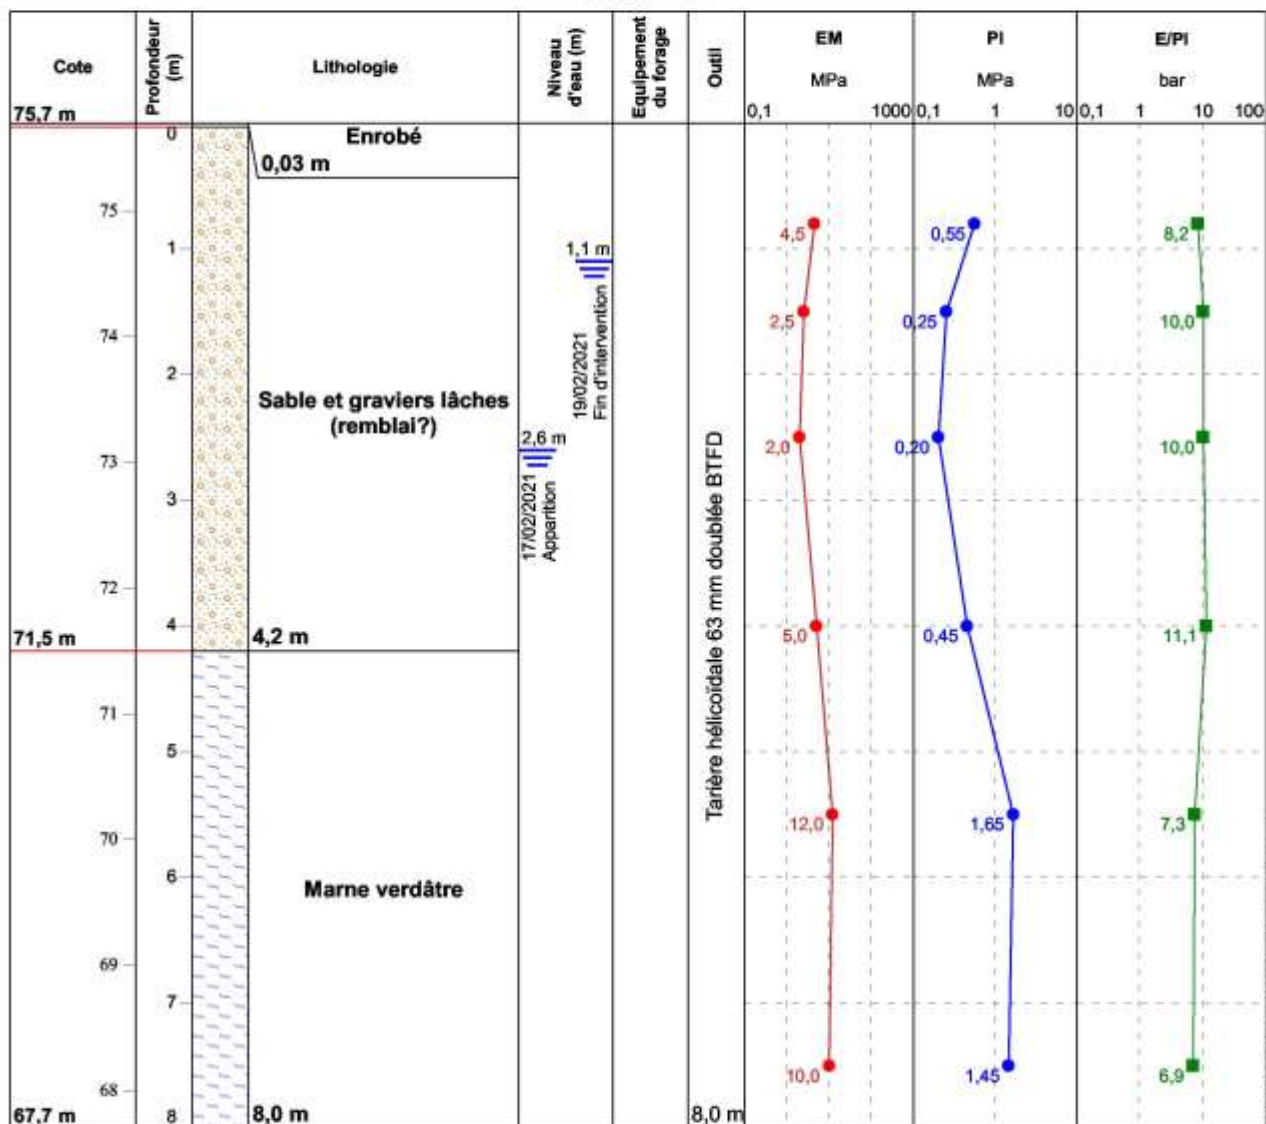 Cote
Profondeur
(m)
Lithologie
Niveau
d'eau (m)
Equipement
du forage
Outil
EM
MPa
Pl
MPa
E/Pl
bar
75,7 m
0,1
1000
0,1
1
10
0,1
1
10
100
0
Enrobé
0,03 m
75
4,5
0,55
8,2
1
1,1 m
74
2,5
0,25
10,0
19/02/2021
Fin d'intervention
2
Sable et graviers lâches
(remblai?)
2,6 m
2,0
0,20
10,0
73
17/02/2021
Apparition
3
72
4
5,0
0,45
11,1
71,5 m
4,2 m
71
5
Tarière hélicoïdale 63 mm doublée BTFD
12,0
1,65
7,3
70
6
Marne verdâtre
69
7
10,0
1,45
6,9
68
67,7 m
8
8,0 m
8,0 m